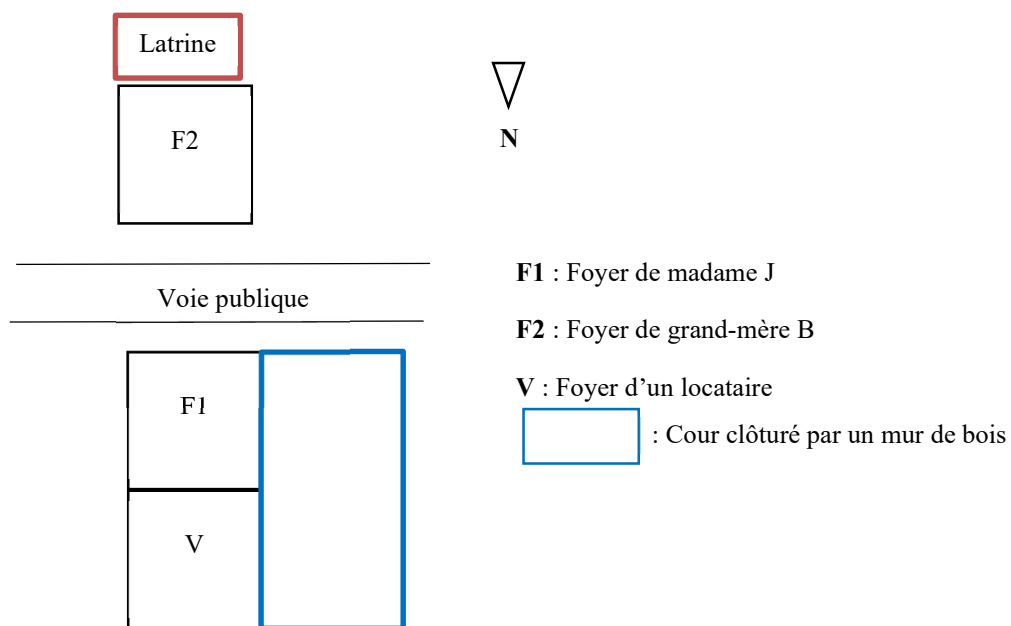 Latrine
F2
N
Voie publique
F1 : Foyer de madame J
F2 : Foyer de grand-mère B
F1
V : Foyer d'un locataire
: Cour clôturé par un mur de bois
V